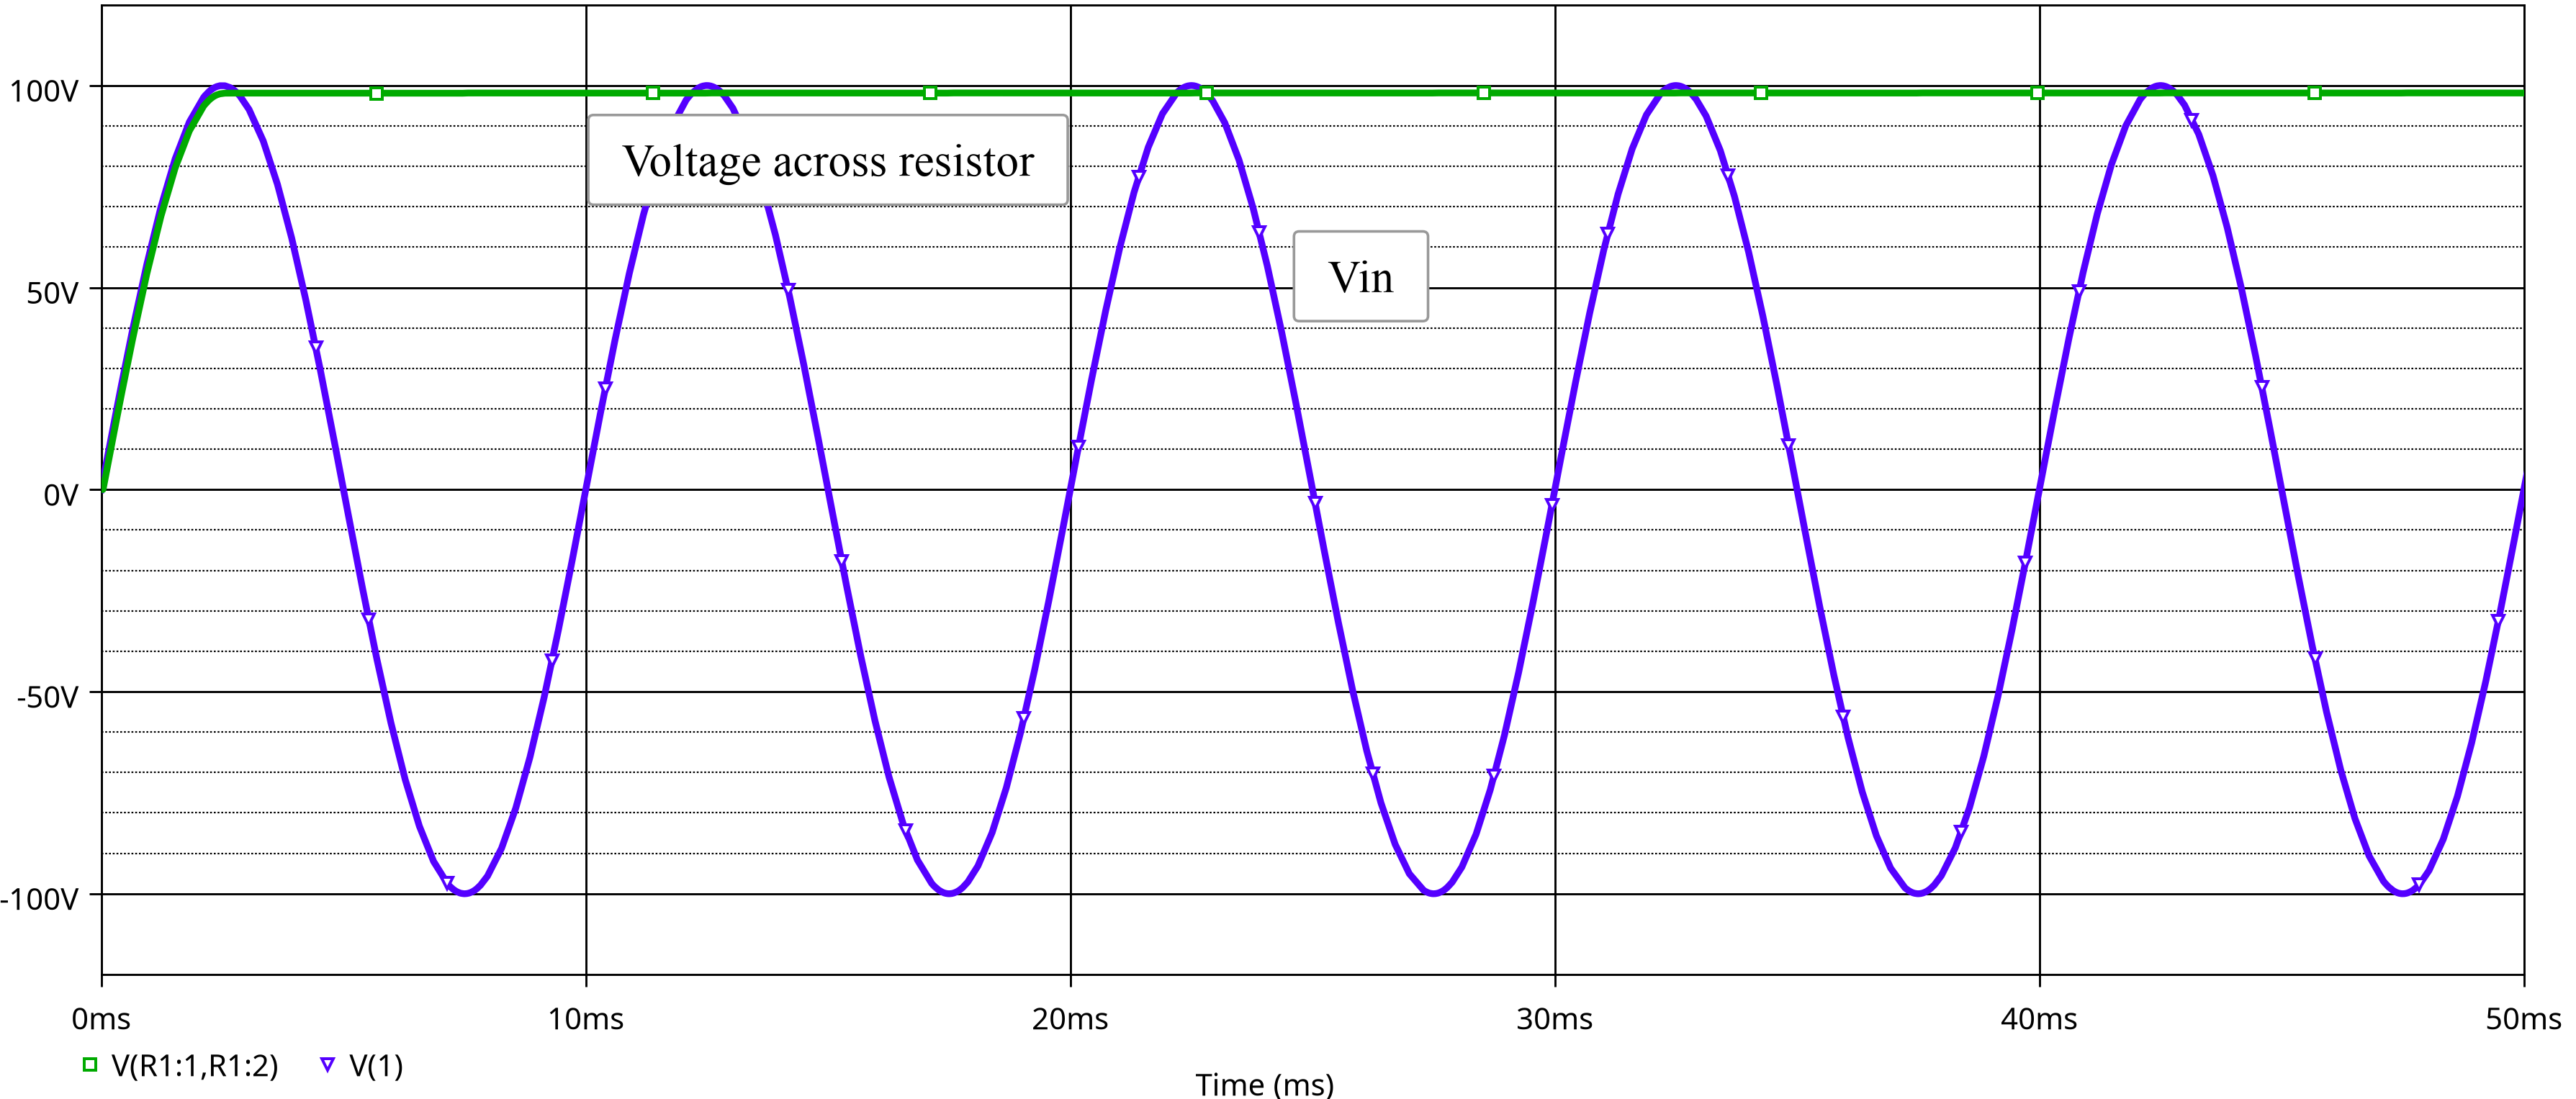 100V
Voltage across resistor
Vin
50V
0V
-50V
-100V
0ms 10ms 20ms 30ms 40ms 50ms
V(R1:1,R1:2) V(1)
Time (ms)